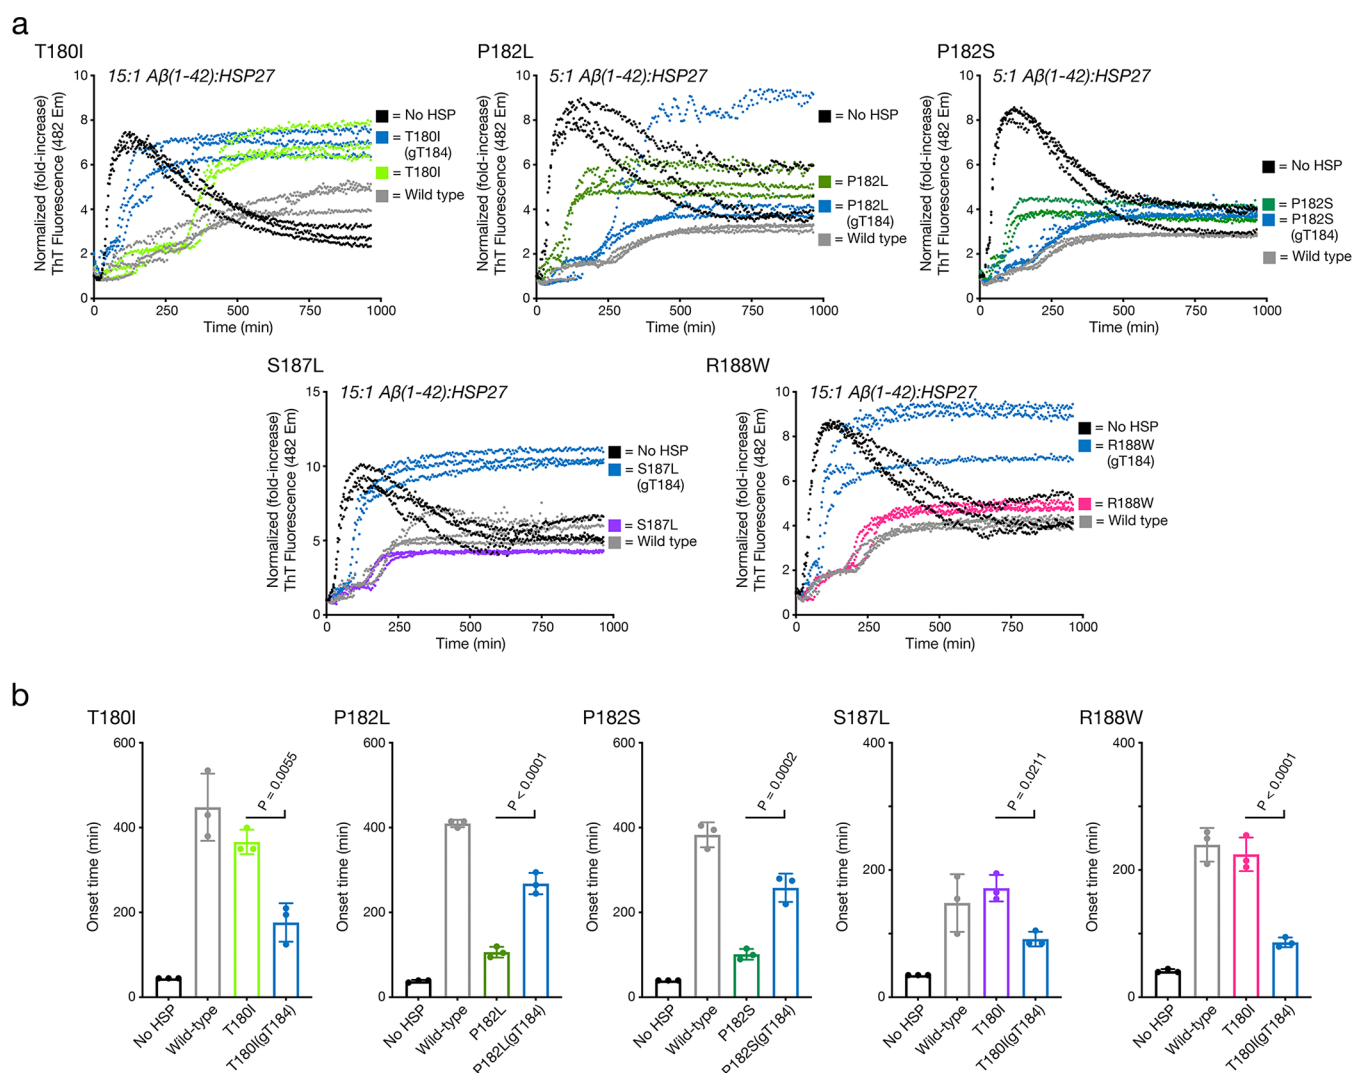 a
T180I
15:1 Aβ(1-42):HSP27
Normalized (fold-increase)
ThT Fluorescence (482 Em)
10
8
6
4
2
0
0 250 500 750 1000
Time (min)
= No HSP
= T180I
(gT184)
= T180I
= Wild type
P182L
5:1 Aβ(1-42):HSP27
Normalized (fold-increase)
ThT Fluorescence (482 Em)
10
8
6
4
2
0
0 250 500 750 1000
Time (min)
= No HSP
= P182L
= P182L
(gT184)
= Wild type
P182S
5:1 Aβ(1-42):HSP27
Normalized (fold-increase)
ThT Fluorescence (482 Em)
10
8
6
4
2
0
0 250 500 750 1000
Time (min)
= No HSP
= P182S
= P182S
(gT184)
= Wild type
S187L
15:1 Aβ(1-42):HSP27
Normalized (fold-increase)
ThT Fluorescence (482 Em)
15
10
5
0
0 250 500 750 1000
Time (min)
= No HSP
= S187L
(gT184)
= S187L
= Wild type
R188W
15:1 Aβ(1-42):HSP27
Normalized (fold-increase)
ThT Fluorescence (482 Em)
10
8
6
4
2
0
0 250 500 750 1000
Time (min)
= No HSP
= R188W
(gT184)
= R188W
= Wild type
b
T180I
Onset time (min)
600
400
200
0
P = 0.0055
No HSP
Wild-type
T180I
T180I(gT184)
P182L
Onset time (min)
600
400
200
0
P < 0.0001
No HSP
Wild-type
P182L
P182L(gT184)
P182S
Onset time (min)
600
400
200
0
P = 0.0002
No HSP
Wild-type
P182S
P182S(gT184)
S187L
Onset time (min)
400
200
0
P = 0.0211
No HSP
Wild-type
T180I
T180I(gT184)
R188W
Onset time (min)
400
200
0
P < 0.0001
No HSP
Wild-type
T180I
T180I(gT184)